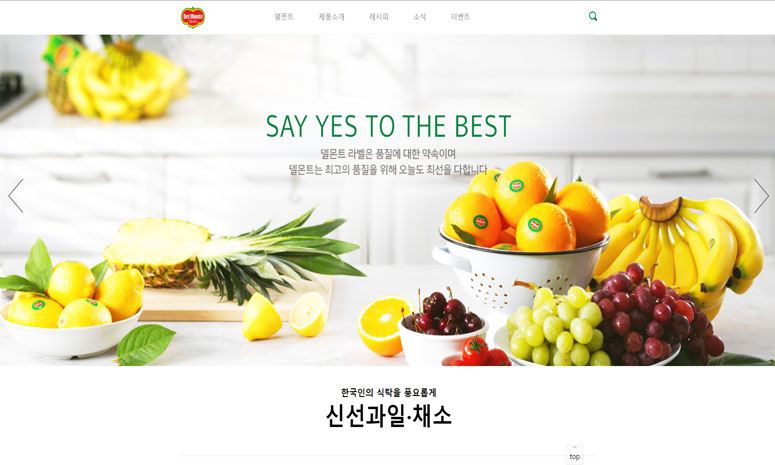 Del Monte
델몬트
제품소개
레시피
소식
이벤트
SAY YES TO THE BEST
델몬트 라벨은 품질에 대한 약속이며
델몬트는 최고의 품질을 위해 오늘도 최선을 다합니다
한국인의 식탁을 풍요롭게
신선과일·채소
top